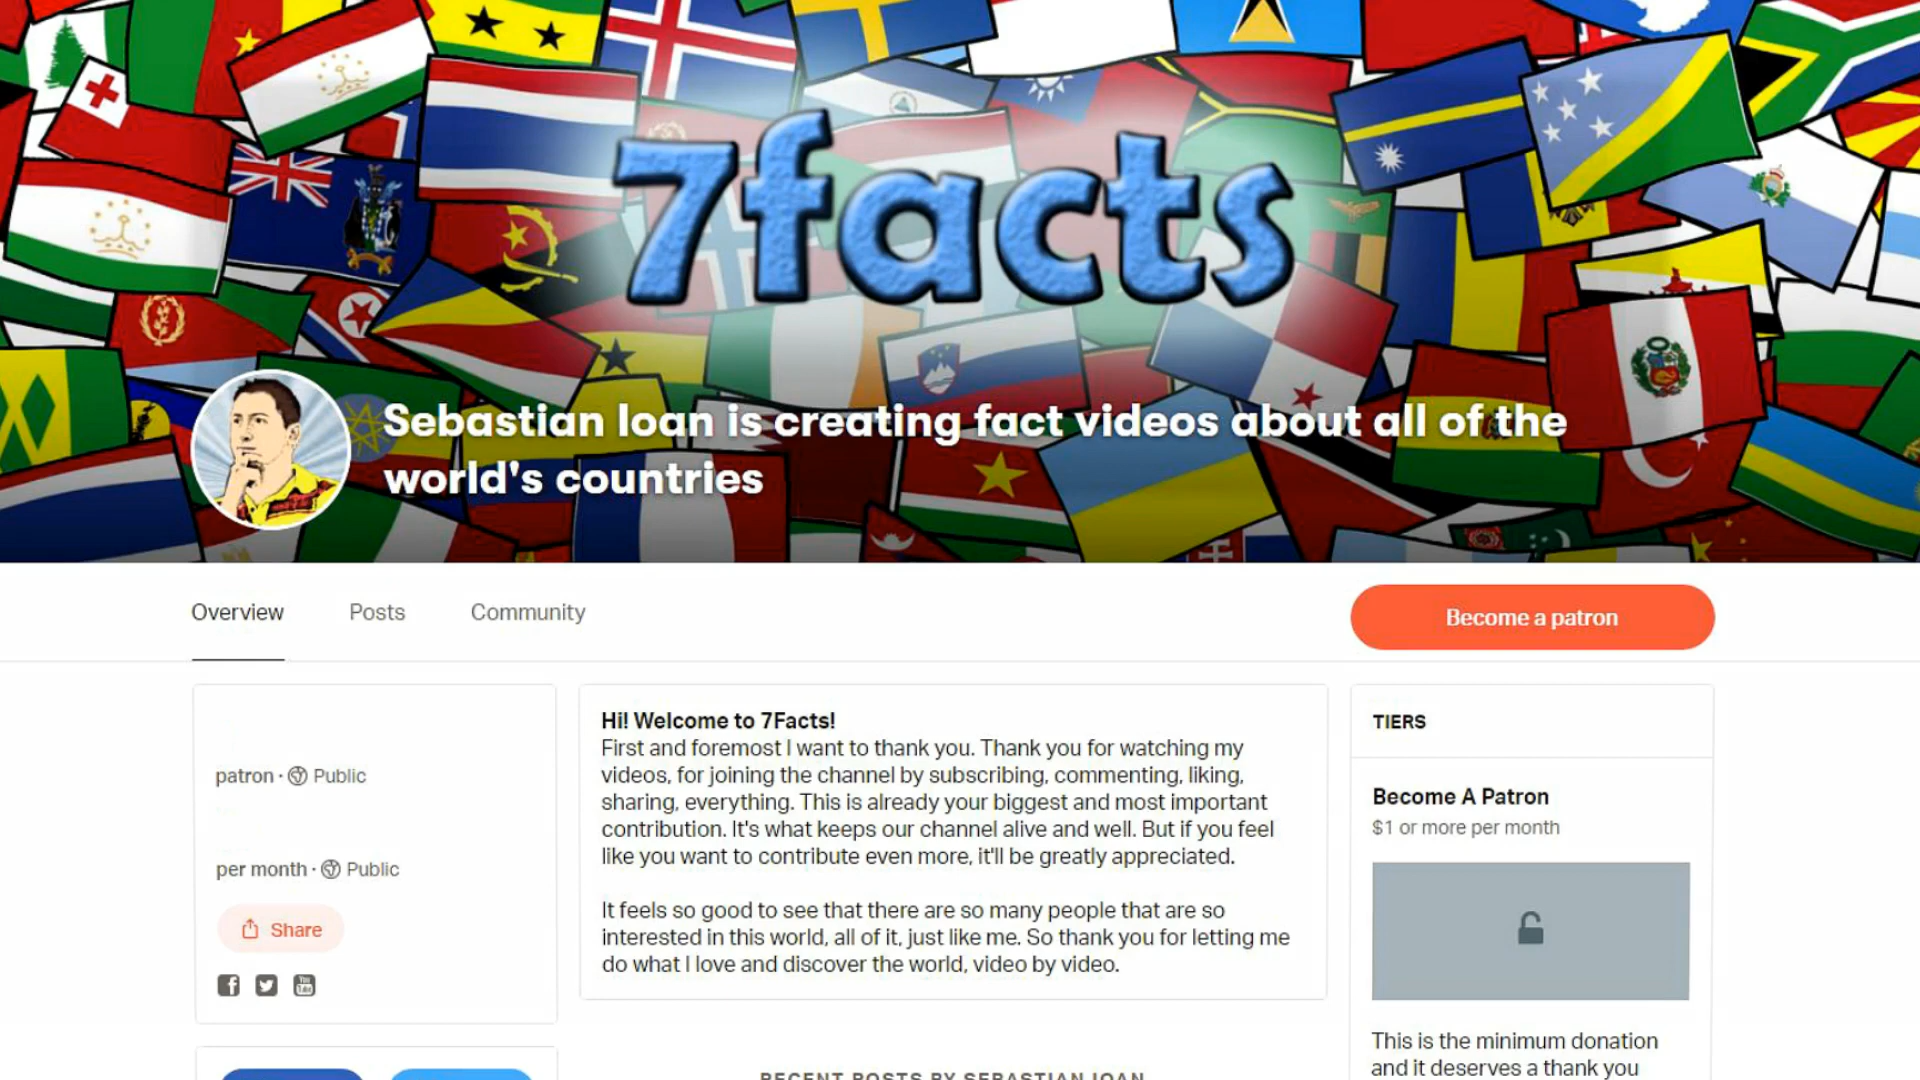 7facts
Sebastian Ioan is creating fact videos about all of the
world's countries
Overview
Posts
Community
Become a patron
patron · Public
per month · Public
Share
Hi! Welcome to 7Facts!
First and foremost I want to thank you. Thank you for watching my
videos, for joining the channel by subscribing, commenting, liking,
sharing, everything. This is already your biggest and most important
contribution. It's what keeps our channel alive and well. But if you feel
like you want to contribute even more, it'll be greatly appreciated.
It feels so good to see that there are so many people that are so
interested in this world, all of it, just like me. So thank you for letting me
do what I love and discover the world, video by video.
RECENT POSTS BY SEBASTIAN IOAN
TIERS
Become A Patron
$1 or more per month
This is the minimum donation
and it deserves a thank you